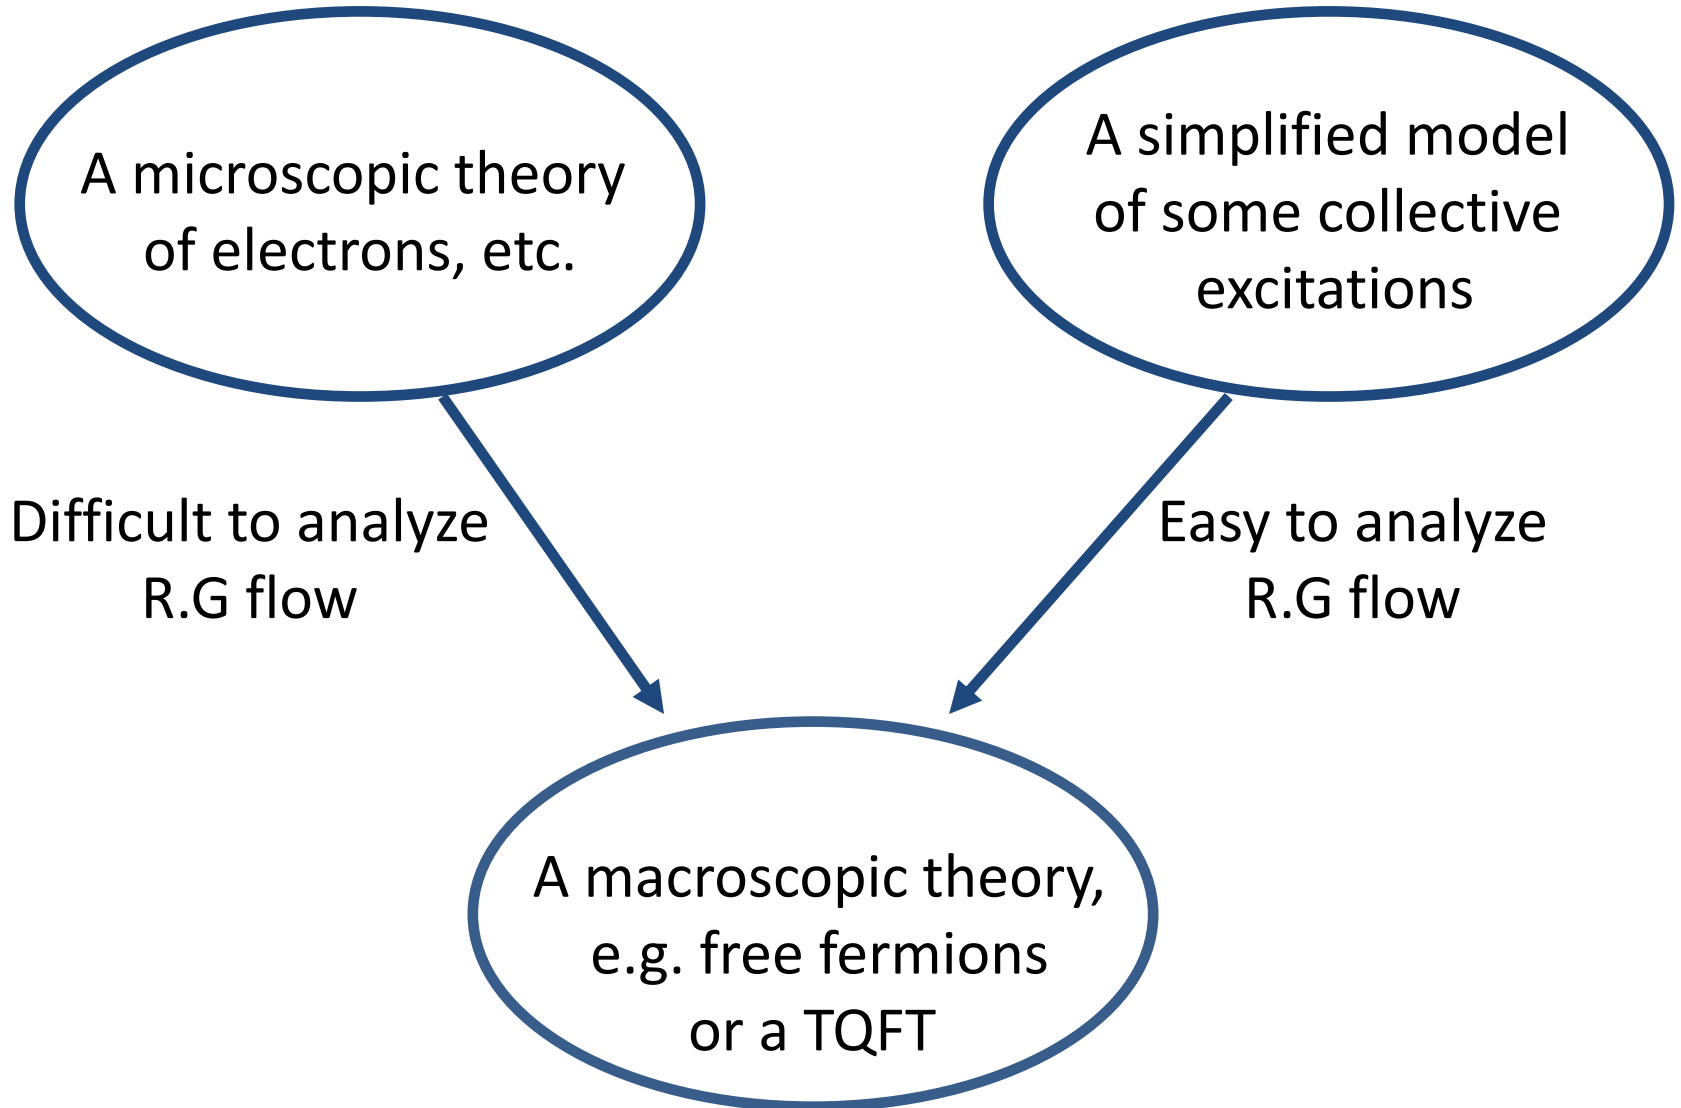 A microscopic theory
of electrons, etc.
A simplified model
of some collective
excitations
Difficult to analyze
R.G flow
Easy to analyze
R.G flow
A macroscopic theory,
e.g. free fermions
or a TQFT